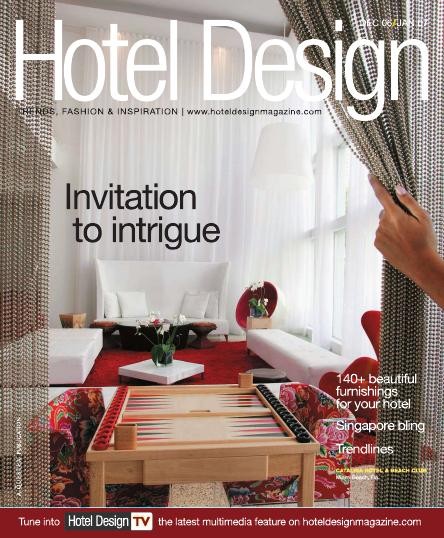 DEC 06/JAN 07
Hotel Design
TRENDS, FASHION & INSPIRATION | www.hoteldesignmagazine.com
Invitation
to intrigue
140+ beautiful
furnishings
for your hotel
Singapore bling
Trendlines
CATALINA HOTEL & BEACH CLUB
Miami Beach, Fla.
PUBLICATION
Tune into Hotel Design TV the latest multimedia feature on hoteldesignmagazine.com